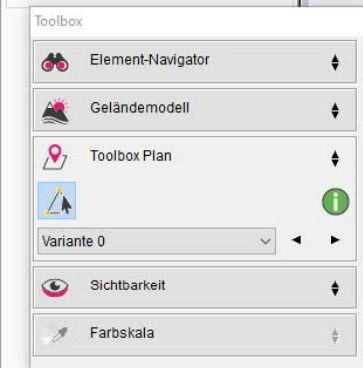 Toolbox
Element-Navigator
Geländemodell
Toolbox Plan
Variante 0
Sichtbarkeit
Farbskala